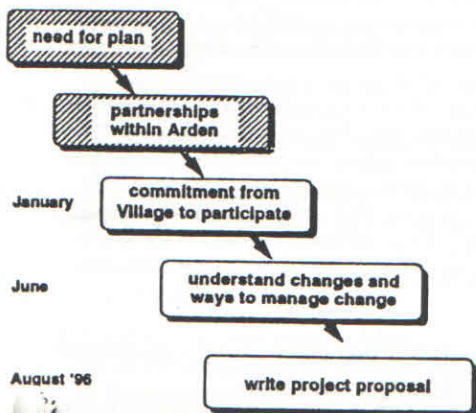 need for plan
partnerships
within Arden
January
commitment from
Village to participate
June
understand changes and
ways to manage change
August '96
write project proposal